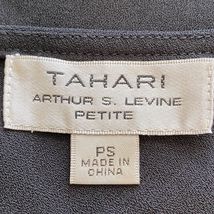 TAHARI
ARTHUR S. LEVINE
PETITE
PS
MADE IN
CHINA